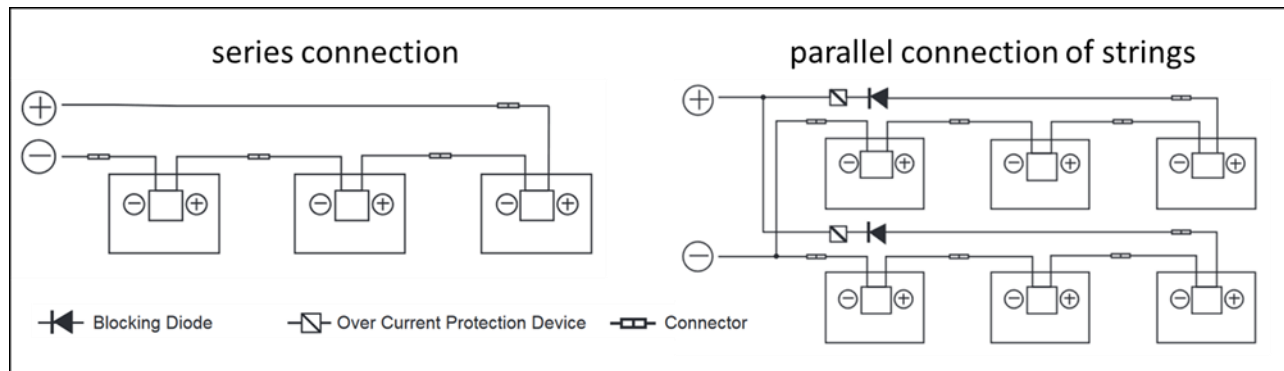 series connection
parallel connection of strings
+
−
− + − + − +
+
− + − + − +
−
− + − + − +
Blocking Diode
Over Current Protection Device
Connector